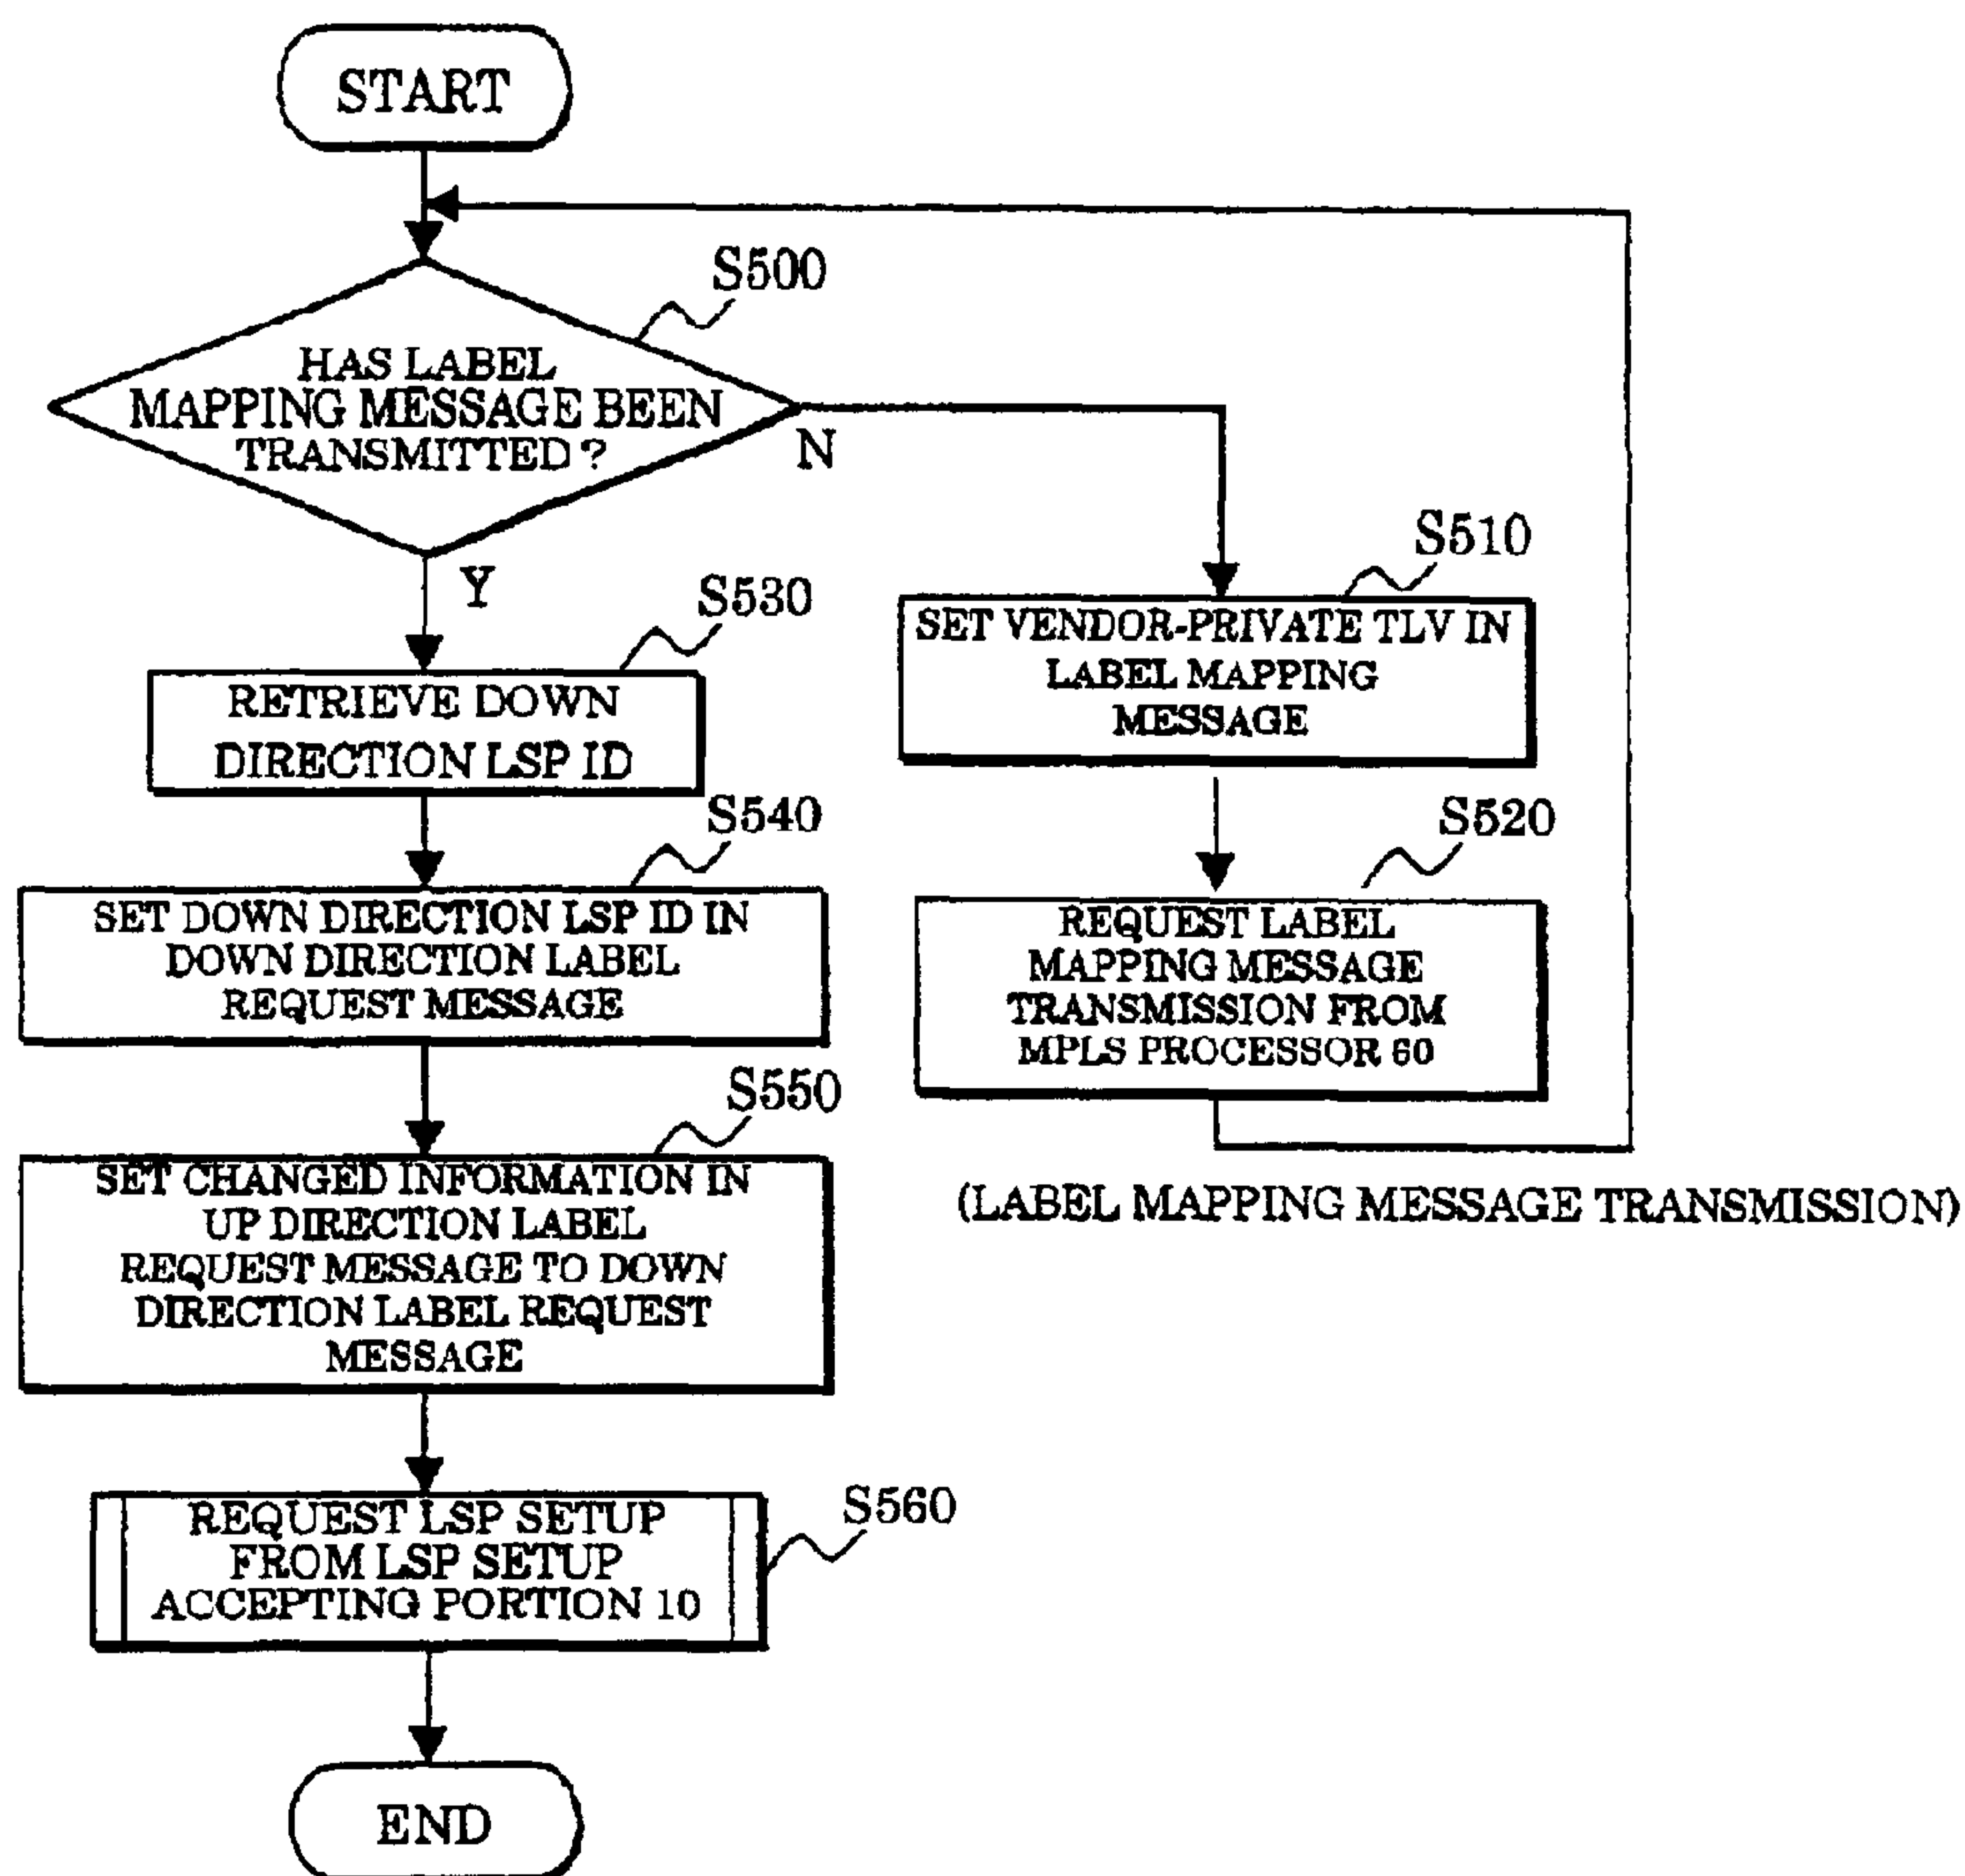 START
S500
HAS LABEL
MAPPING MESSAGE BEEN
TRANSMITTED ?
N
Y
S510
SET VENDOR-PRIVATE TLV IN
LABEL MAPPING
MESSAGE
S530
RETRIEVE DOWN
DIRECTION LSP ID
S520
REQUEST LABEL
MAPPING MESSAGE
TRANSMISSION FROM
MPLS PROCESSOR 60
(LABEL MAPPING MESSAGE TRANSMISSION)
S540
SET DOWN DIRECTION LSP ID IN
DOWN DIRECTION LABEL
REQUEST MESSAGE
S550
SET CHANGED INFORMATION IN
UP DIRECTION LABEL
REQUEST MESSAGE TO DOWN
DIRECTION LABEL REQUEST
MESSAGE
S560
REQUEST LSP SETUP
FROM LSP SETUP
ACCEPTING PORTION 10
END